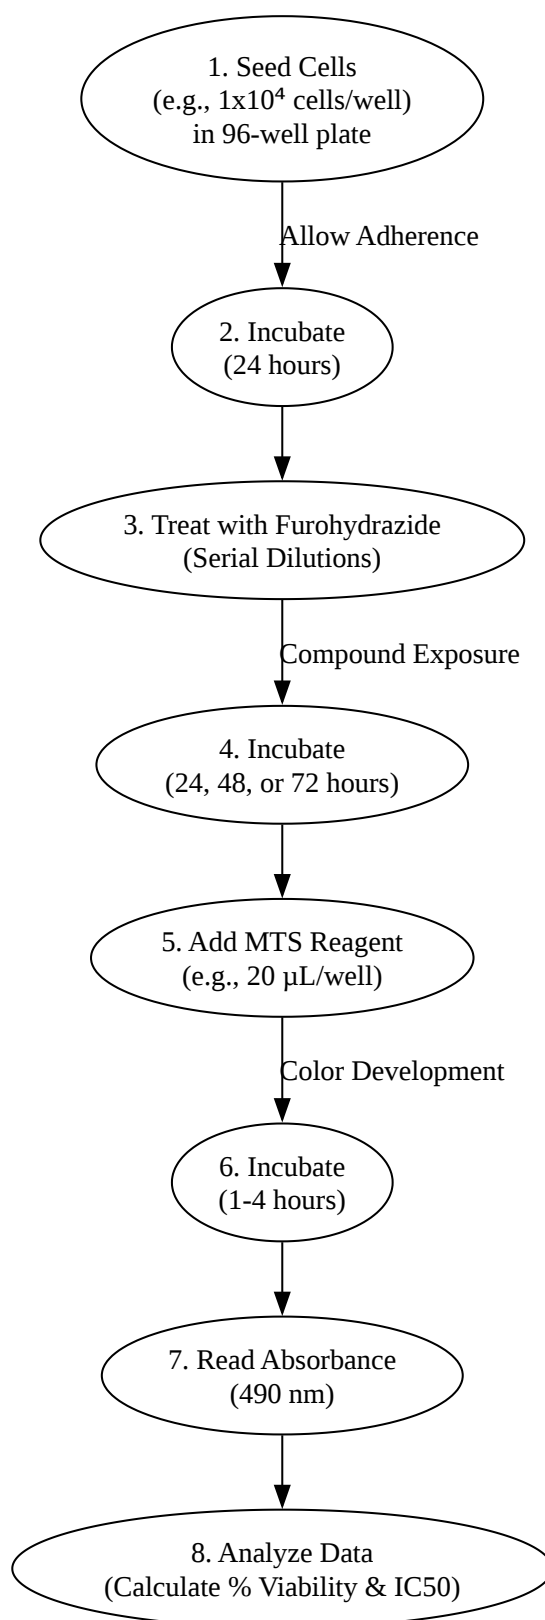 1. Seed Cells
(e.g., 1x10⁴ cells/well)
in 96-well plate
Allow Adherence
2. Incubate
(24 hours)
3. Treat with Furohydrazide
(Serial Dilutions)
Compound Exposure
4. Incubate
(24, 48, or 72 hours)
5. Add MTS Reagent
(e.g., 20 µL/well)
Color Development
6. Incubate
(1-4 hours)
7. Read Absorbance
(490 nm)
8. Analyze Data
(Calculate % Viability & IC50)